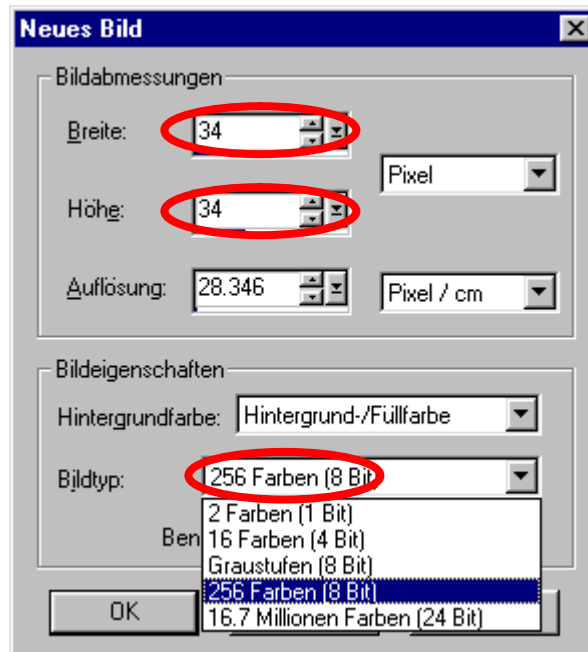 Neues Bild
Bildabmessungen
Breite: 34
Pixel
Höhe: 34
Auflösung: 28.346 Pixel / cm
Bildeigenschaften
Hintergrundfarbe: Hintergrund-/Füllfarbe
Bildtyp: 256 Farben (8 Bit)
2 Farben (1 Bit)
Ben 16 Farben (4 Bit)
Graustufen (8 Bit)
256 Farben (8 Bit)
OK 16.7 Millionen Farben (24 Bit)